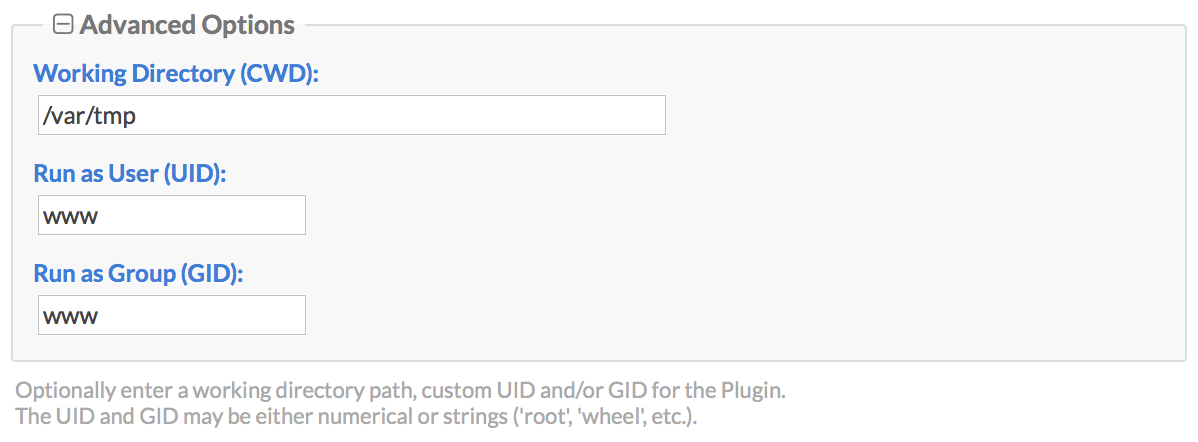 Advanced Options
Working Directory (CWD):
/var/tmp
Run as User (UID):
www
Run as Group (GID):
www
Optionally enter a working directory path, custom UID and/or GID for the Plugin.
The UID and GID may be either numerical or strings ('root', 'wheel', etc.).